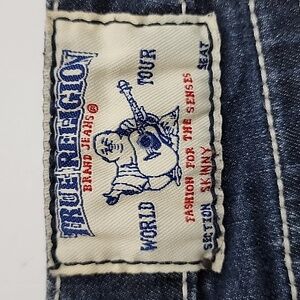 TRUE RELIGION
BRAND JEANS®
WORLD TOUR
FASHION FOR THE SENSES
SECTION SKINNY SEAT